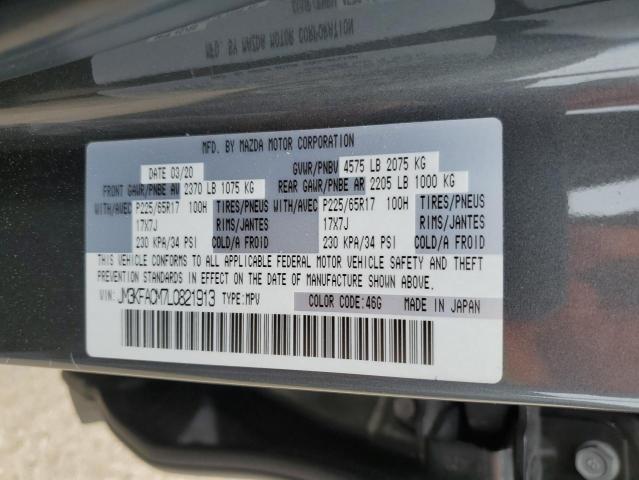 MFD. BY MAZDA MOTOR CORPORATION
DATE 03/20 GVWR/PNBV 4575 LB 2075 KG
FRONT GAWR/PNBE AV 2370 LB 1075 KG REAR GAWR/PNBE AR 2205 LB 1000 KG
WITH/AVEC P225/65R17 100H TIRES/PNEUS WITH/AVEC P225/65R17 100H TIRES/PNEUS
17X7J RIMS/JANTES 17X7J RIMS/JANTES
230 KPA/34 PSI COLD/A FROID 230 KPA/34 PSI COLD/A FROID
THIS VEHICLE CONFORMS TO ALL APPLICABLE FEDERAL MOTOR VEHICLE SAFETY AND THEFT
PREVENTION STANDARDS IN EFFECT ON THE DATE OF MANUFACTURE SHOWN ABOVE.
VIN: JM3KFACM7L0821913 TYPE:MPV COLOR CODE:46G MADE IN JAPAN